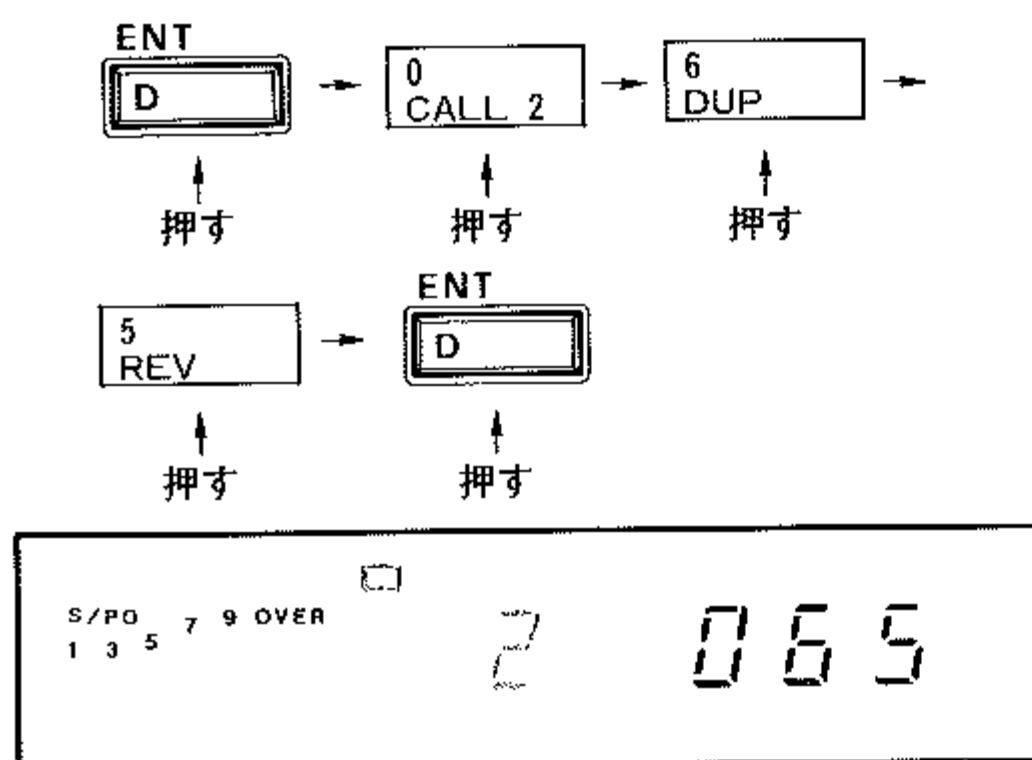 ENT
D → 0 CALL 2 → 6 DUP →
押す 押す 押す
ENT
5 REV → D
押す 押す
S/PO 7 9 OVER
1 3 5
2 065